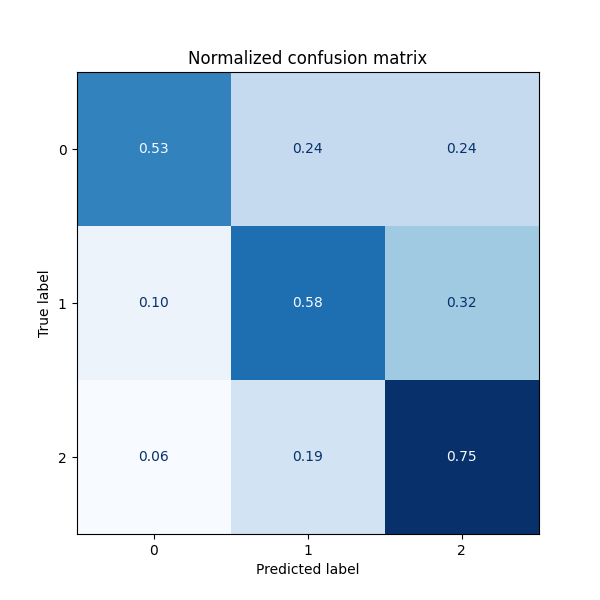 Normalized confusion matrix
0 0.53 0.24 0.24
1 0.10 0.58 0.32
2 0.06 0.19 0.75
True label
0 1 2
Predicted label